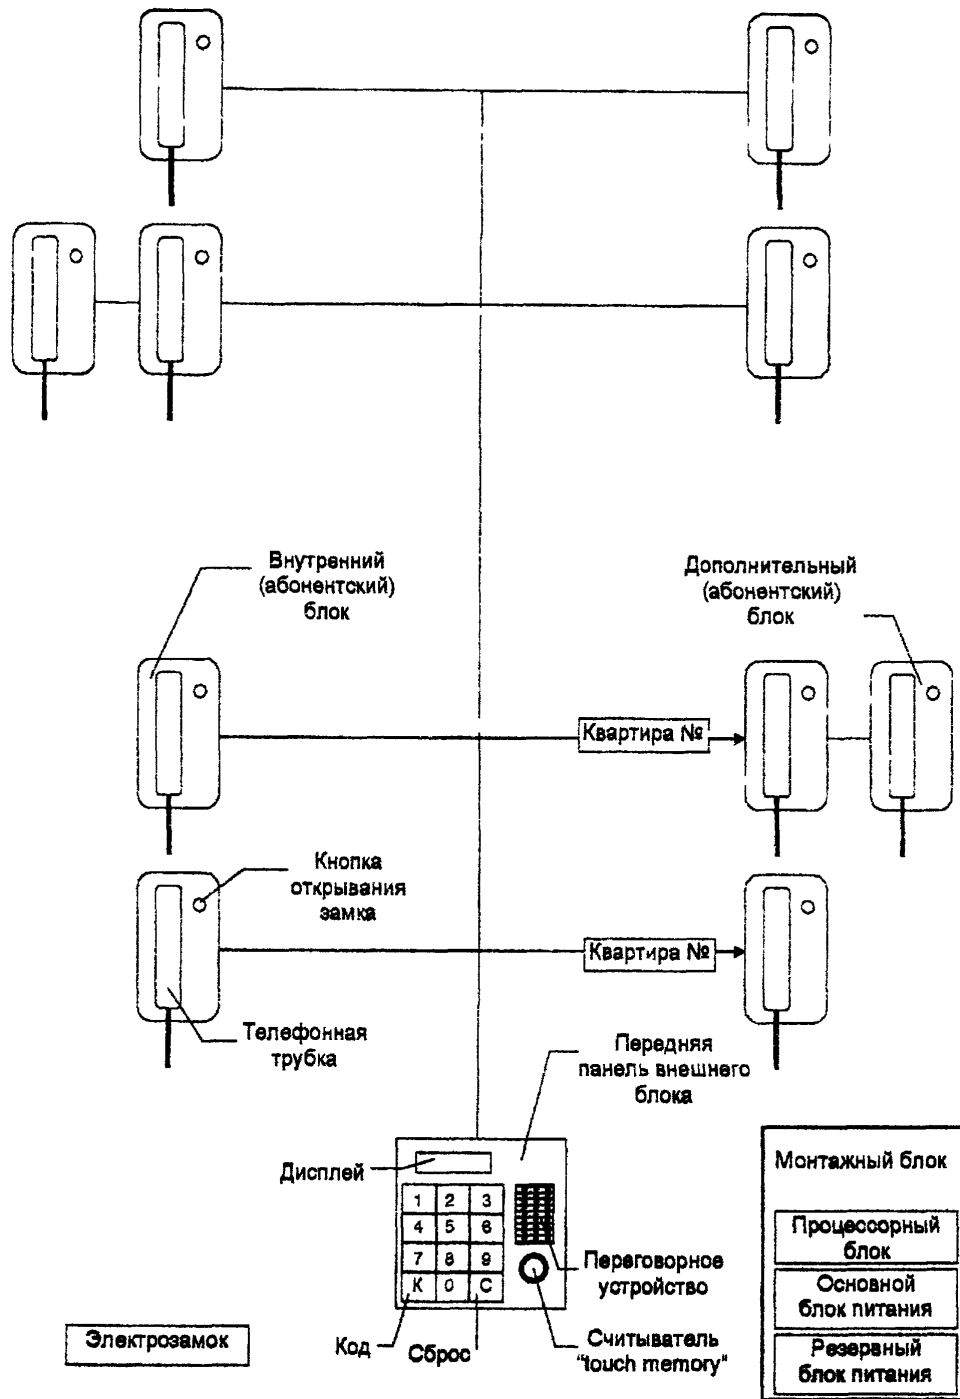 Внутренний
(абонентский)
блок
Дополнительный
(абонентский)
блок
Квартира №
Кнопка
открывания
замка
Квартира №
Телефонная
трубка
Передняя
панель внешнего
блока
Дисплей
1 2 3
4 5 6
7 8 9
К 0 С
Переговорное
устройство
Код
Сброс
Считыватель
"touch memory"
Электрозамок
Монтажный блок
Процессорный
блок
Основной
блок питания
Резервный
блок питания